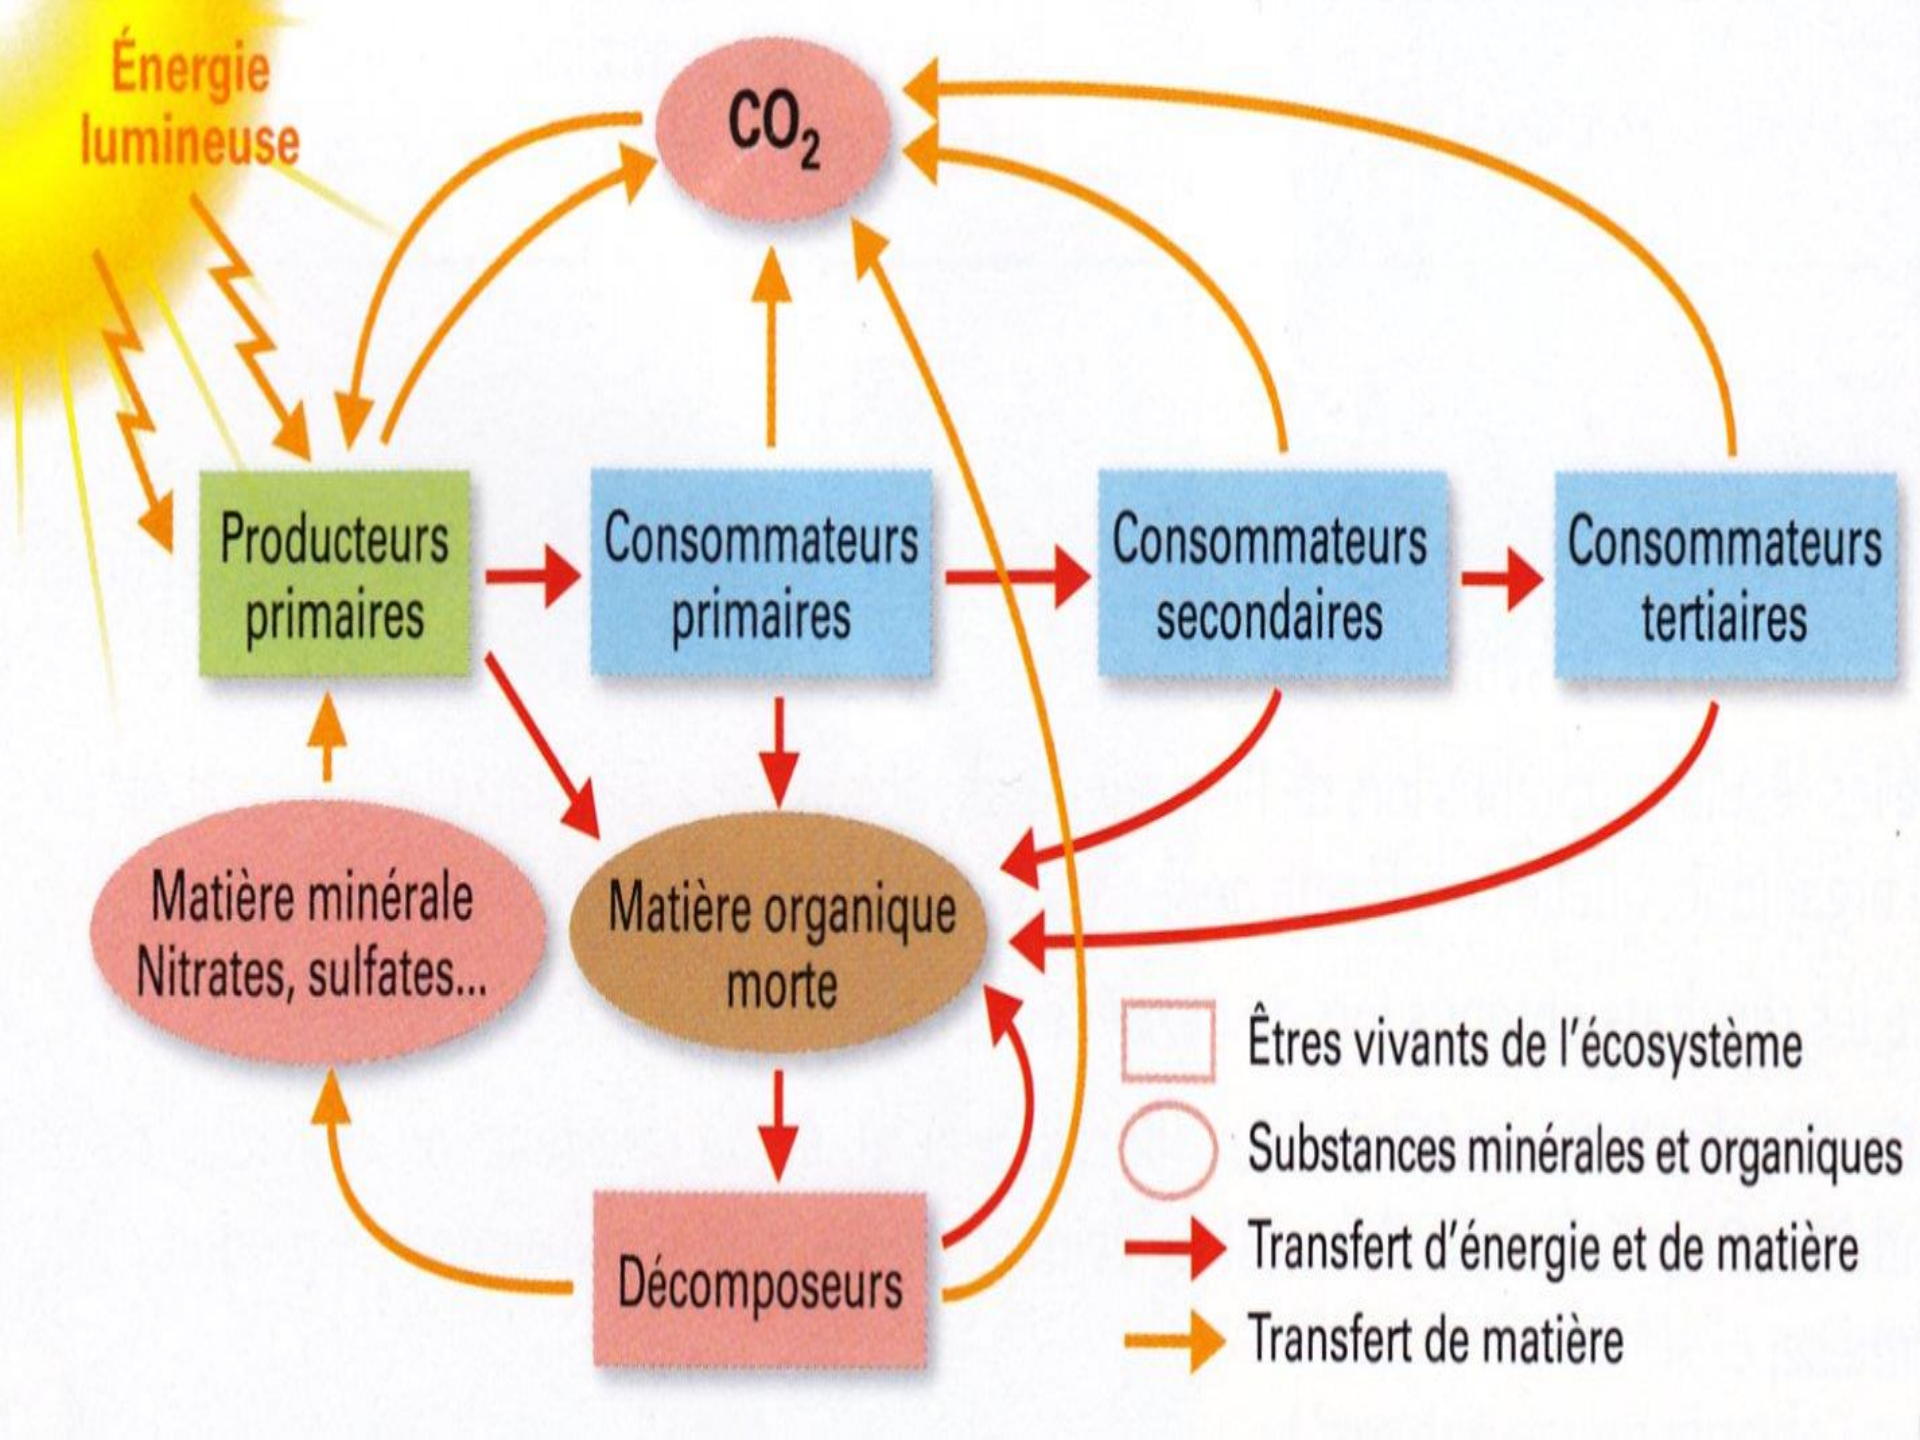 Énergie
lumineuse
CO₂
Producteurs
primaires
Consommateurs
primaires
Consommateurs
secondaires
Consommateurs
tertiaires
Matière minérale
Nitrates, sulfates...
Matière organique
morte
Décomposeurs
Êtres vivants de l'écosystème
Substances minérales et organiques
Transfert d'énergie et de matière
Transfert de matière